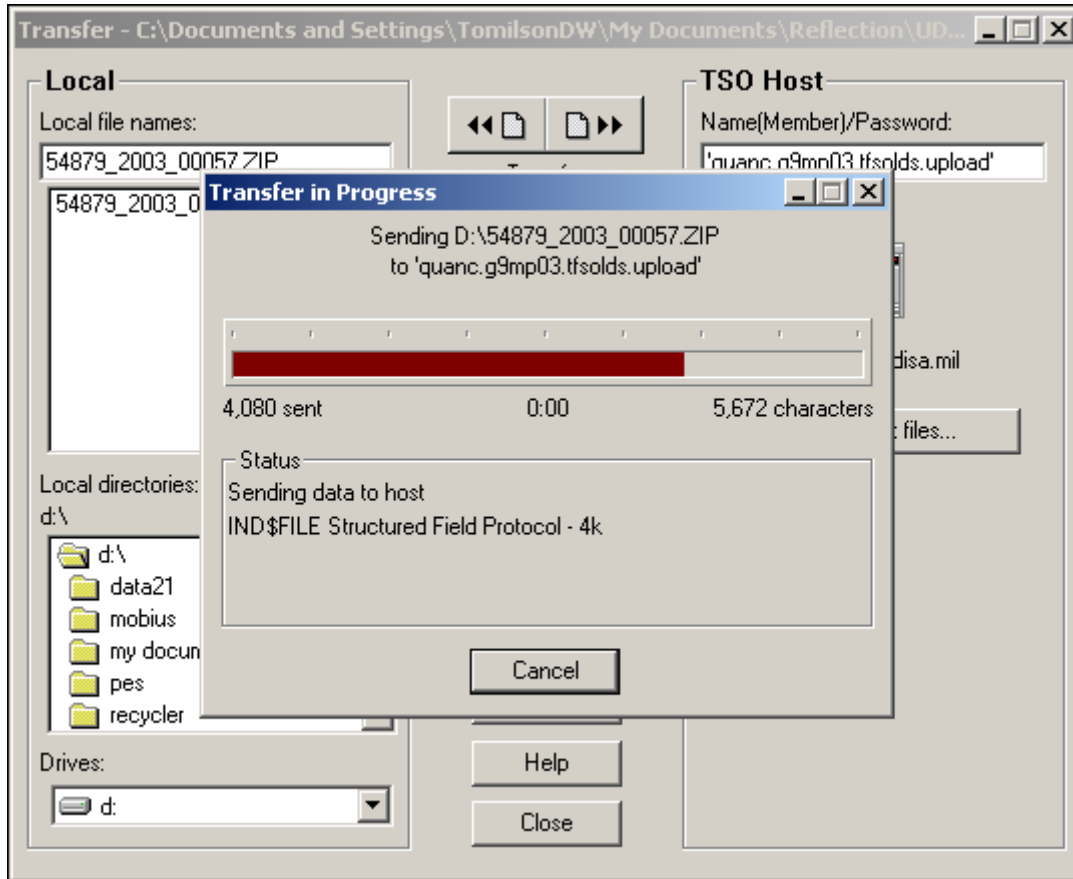 Transfer - C:\Documents and Settings\TomilsonDW\My Documents\Reflection\UD...
Local
Local file names:
54879_2003_00057.ZIP
54879_2003_0
TSO Host
Name(Member)/Password:
'quanc.g9mp03.tfsolds.upload'
disa.mil
files...
Transfer in Progress
Sending D:\54879_2003_00057.ZIP
to 'quanc.g9mp03.tfsolds.upload'
4,080 sent
0:00
5,672 characters
Status
Sending data to host
IND$FILE Structured Field Protocol - 4k
Cancel
Local directories:
d:\
d:\
data21
mobius
my docum
pes
recycler
Drives:
d:
Help
Close